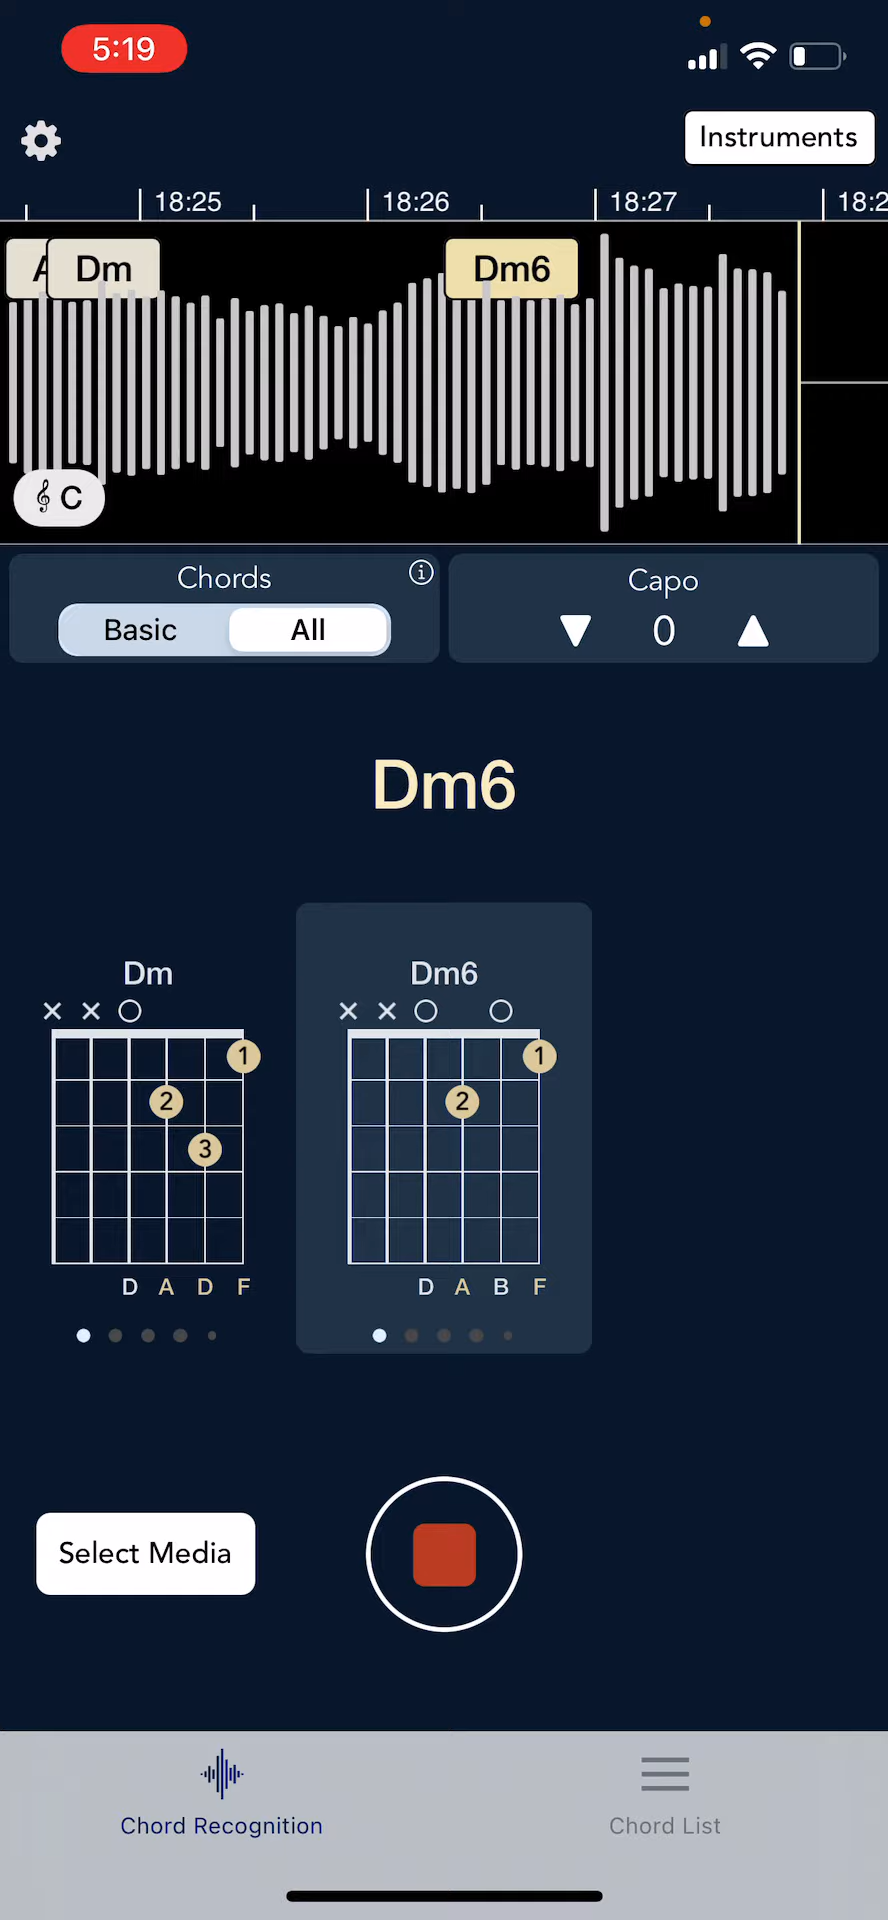 5:19
Instruments
18:25 18:26 18:27 18:2
A Dm Dm6
C
Chords
Basic All
Capo
0
Dm6
Dm
1
2
3
D A D F
Dm6
1
2
D A B F
Select Media
Chord Recognition
Chord List